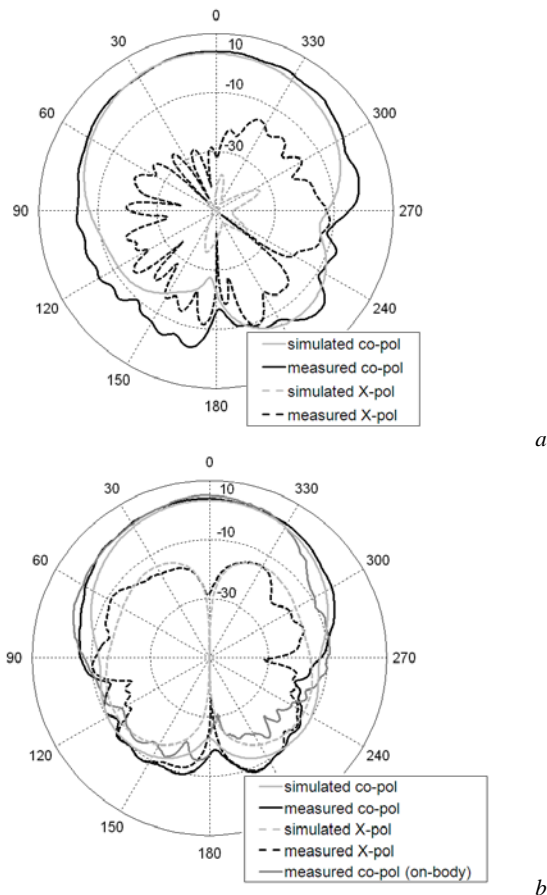 0
30
330
10
60
300
-10
-30
90
270
120
240
150
180
simulated co-pol
measured co-pol
simulated X-pol
measured X-pol
a
0
30
330
10
60
300
-10
-30
90
270
120
240
150
180
simulated co-pol
measured co-pol
simulated X-pol
measured X-pol
measured co-pol (on-body)
b